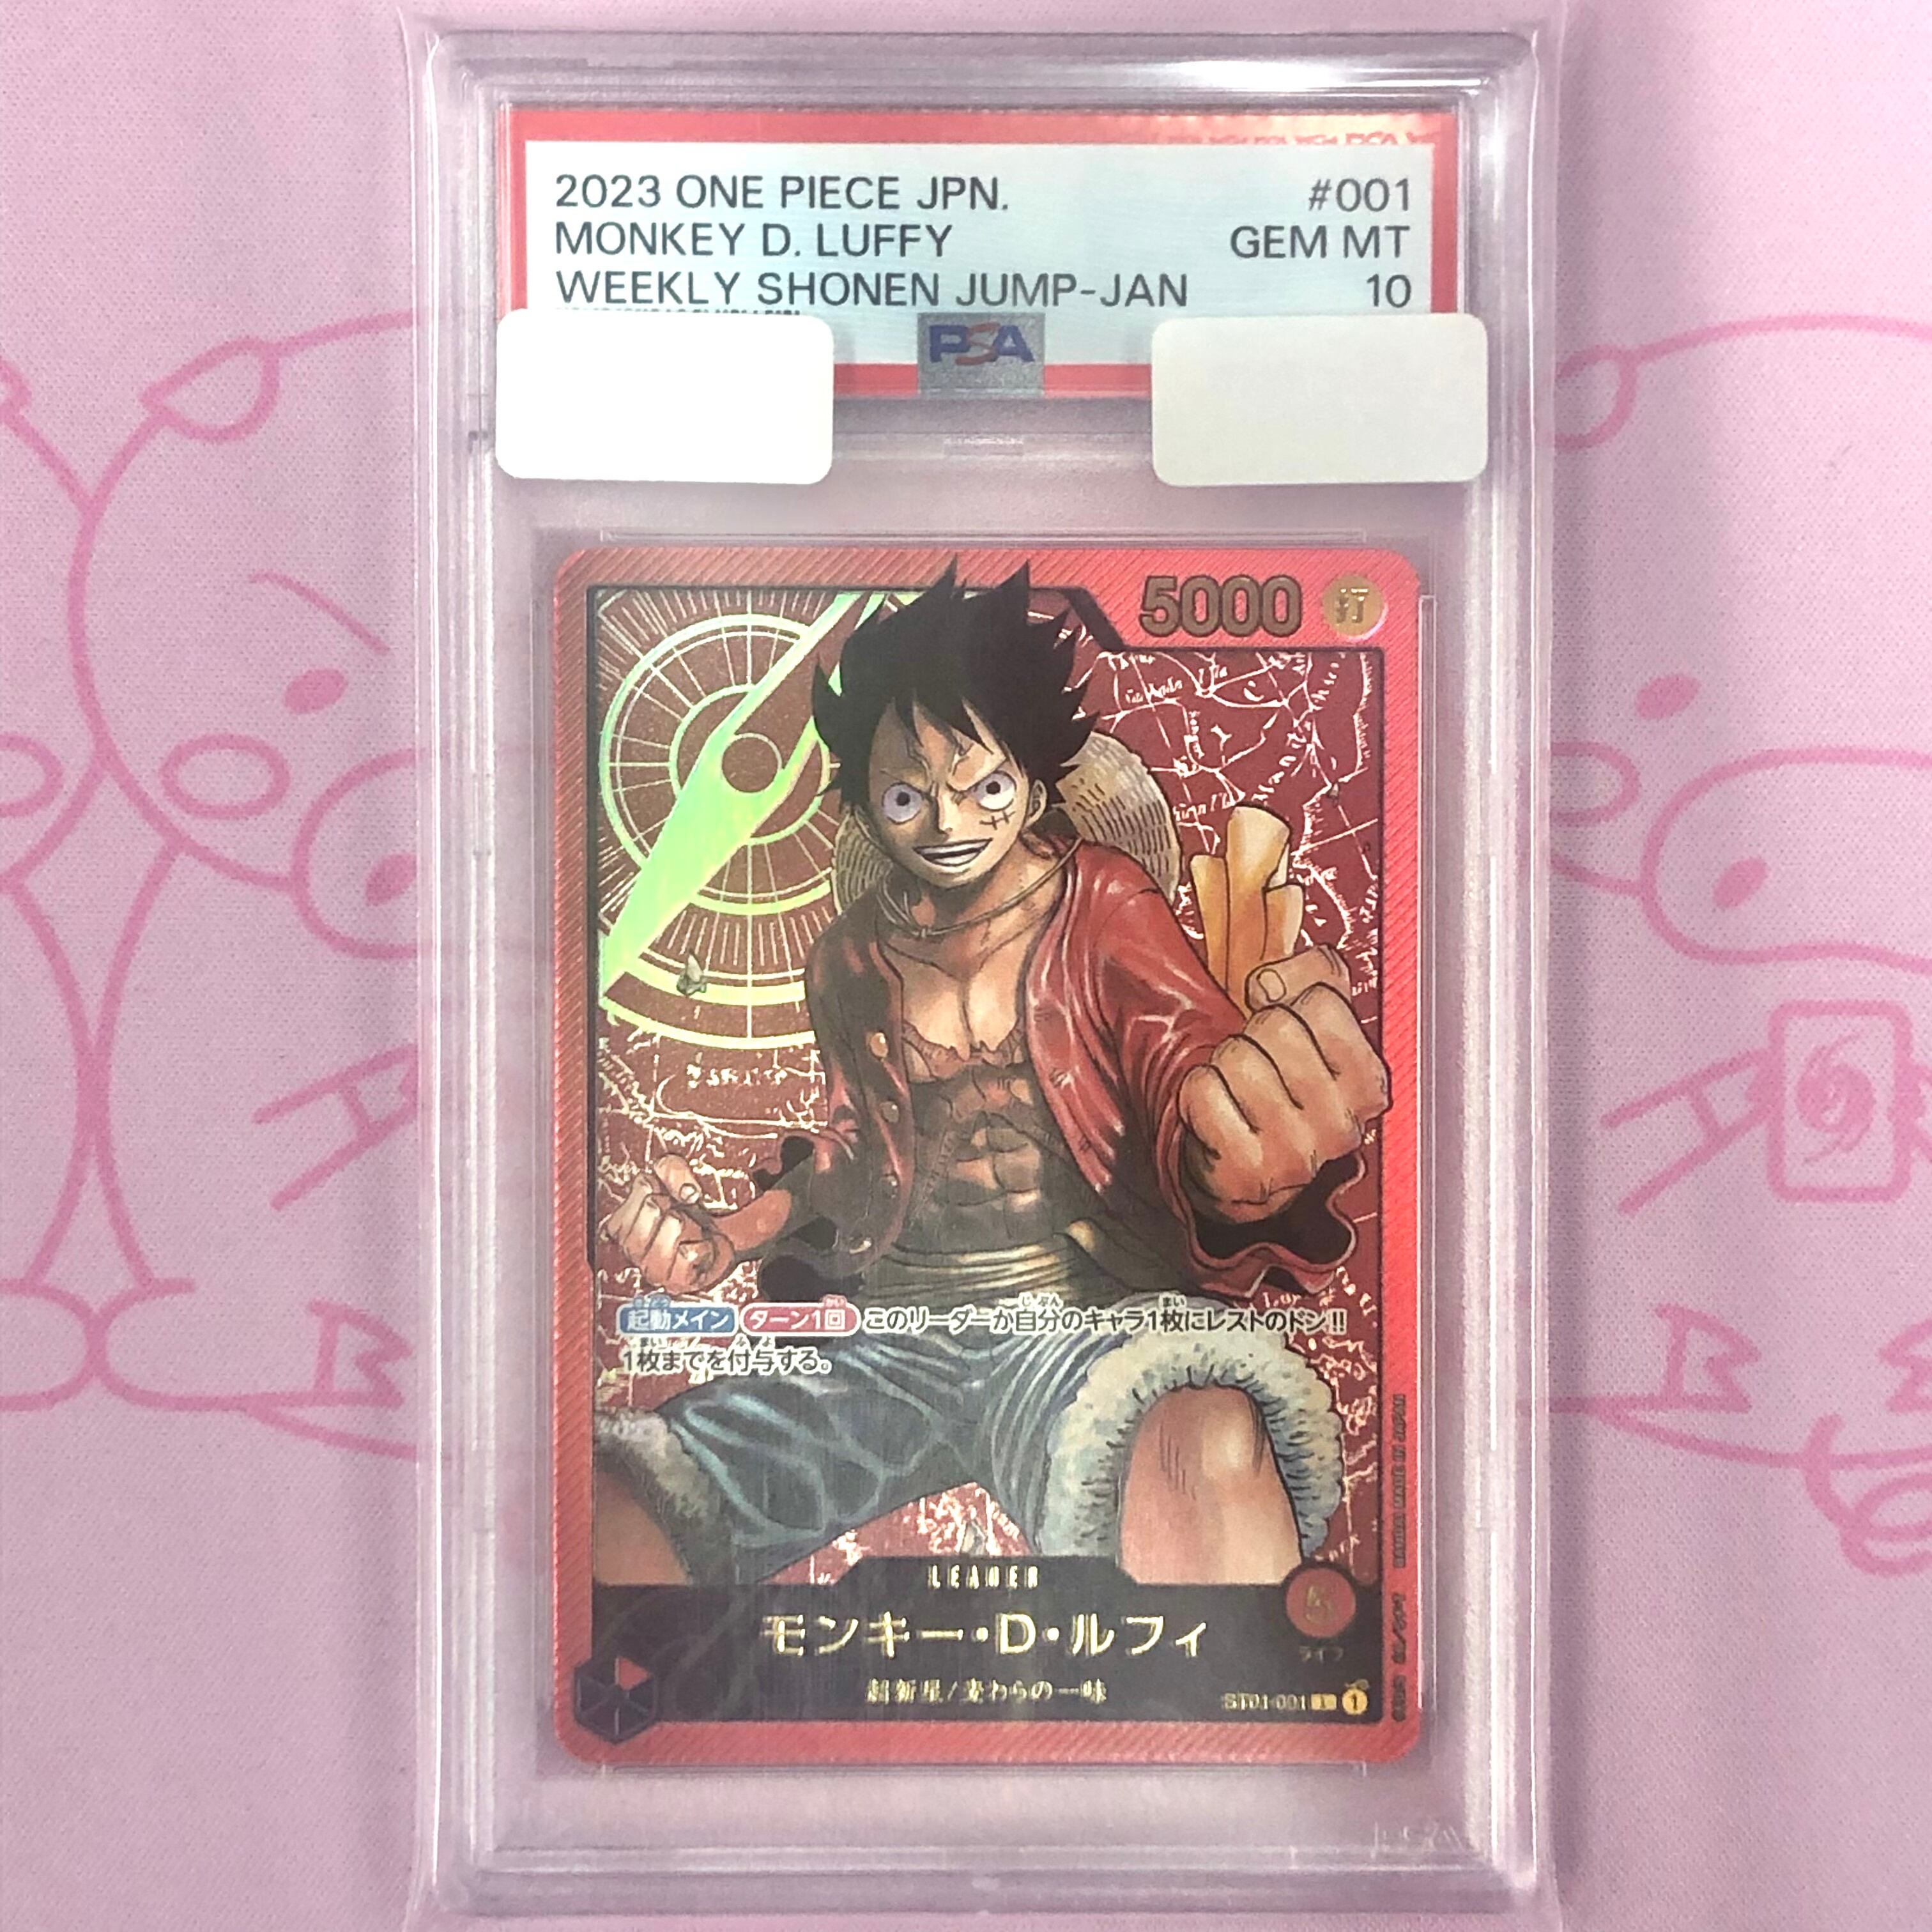 2023 ONE PIECE JPN. #001
MONKEY D. LUFFY GEM MT
WEEKLY SHONEN JUMP-JAN 10
PSA
5000 打
起動メイン ターン1回 このリーダーか自分のキャラ1枚にレストのドン!!
1枚までを付与する。
LEADER
モンキー・D・ルフィ
5
ライフ
超新星/麦わらの一味
ST01-001 L 1